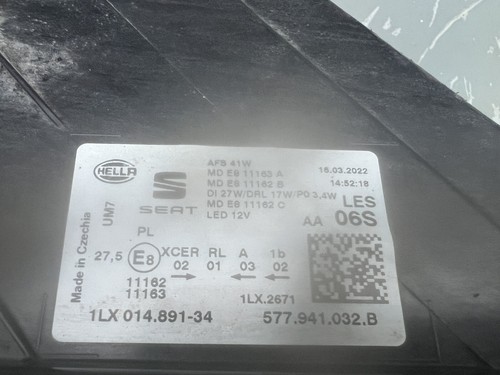 HELLA
AFS 41W
MD E8 11163 A
MD E8 11162 B
DI 27W/DRL 17W/PO 3,4W
MD E8 11162 C
LED 12V
16.03.2022
14:52:18
LES
AA 06S
SEAT
Made in Czechia
UM7
PL
27,5 E8 XCER RL A 1b
02 → 01 ← 03 ↔ 02
11162
11163
1LX.2671
1LX 014.891-34
577.941.032.B